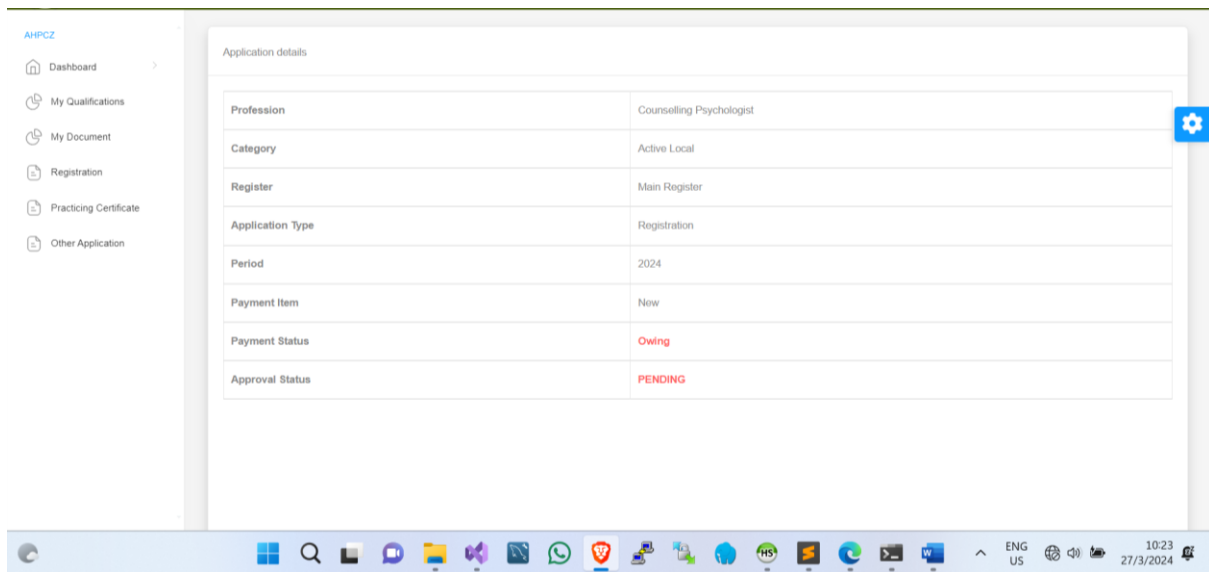 AHPCZ
Dashboard
My Qualifications
My Document
Registration
Practicing Certificate
Other Application
Application details
Profession Counselling Psychologist
Category Active Local
Register Main Register
Application Type Registration
Period 2024
Payment Item New
Payment Status Owing
Approval Status PENDING
HS
W
ENG
US
10:23
27/3/2024